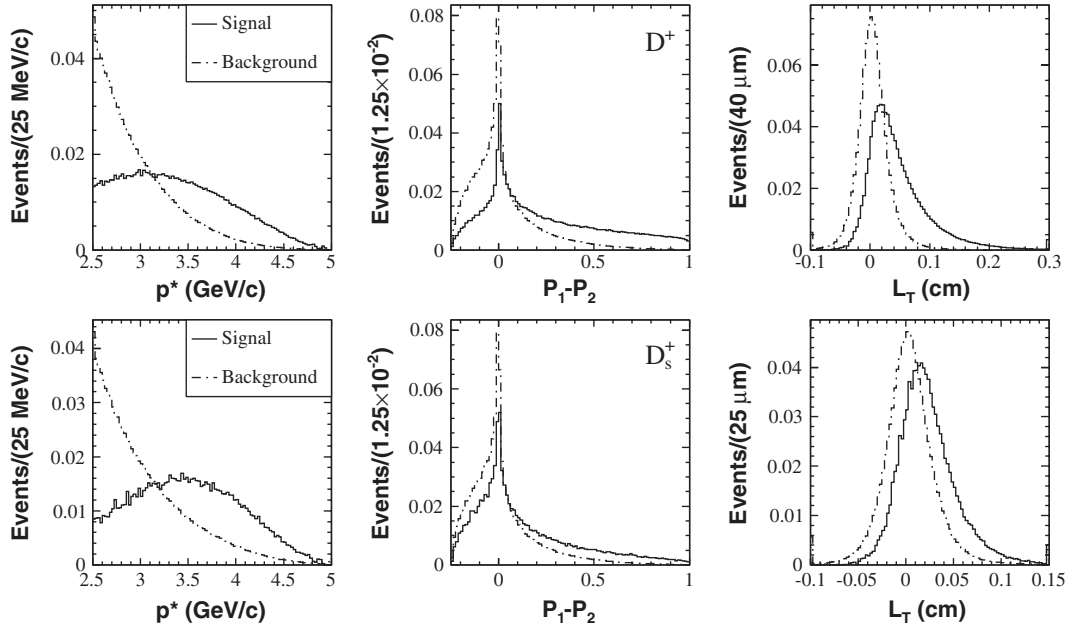 Events/(25 MeV/c)
0.04
0.02
0
Signal
Background
2.5 3 3.5 4 4.5 5
p* (GeV/c)
Events/(1.25×10⁻²)
0.08
0.06
0.04
0.02
0
D⁺
0 0.5 1
P₁-P₂
Events/(40 μm)
0.08
0.06
0.04
0.02
0
-0.1 0 0.1 0.2 0.3
L_T (cm)
Events/(25 MeV/c)
0.04
0.03
0.02
0.01
0
Signal
Background
2.5 3 3.5 4 4.5 5
p* (GeV/c)
Events/(1.25×10⁻²)
0.08
0.06
0.04
0.02
0
D_s⁺
0 0.5 1
P₁-P₂
Events/(25 μm)
0.04
0.02
0
-0.1 -0.05 0 0.05 0.1 0.15
L_T (cm)